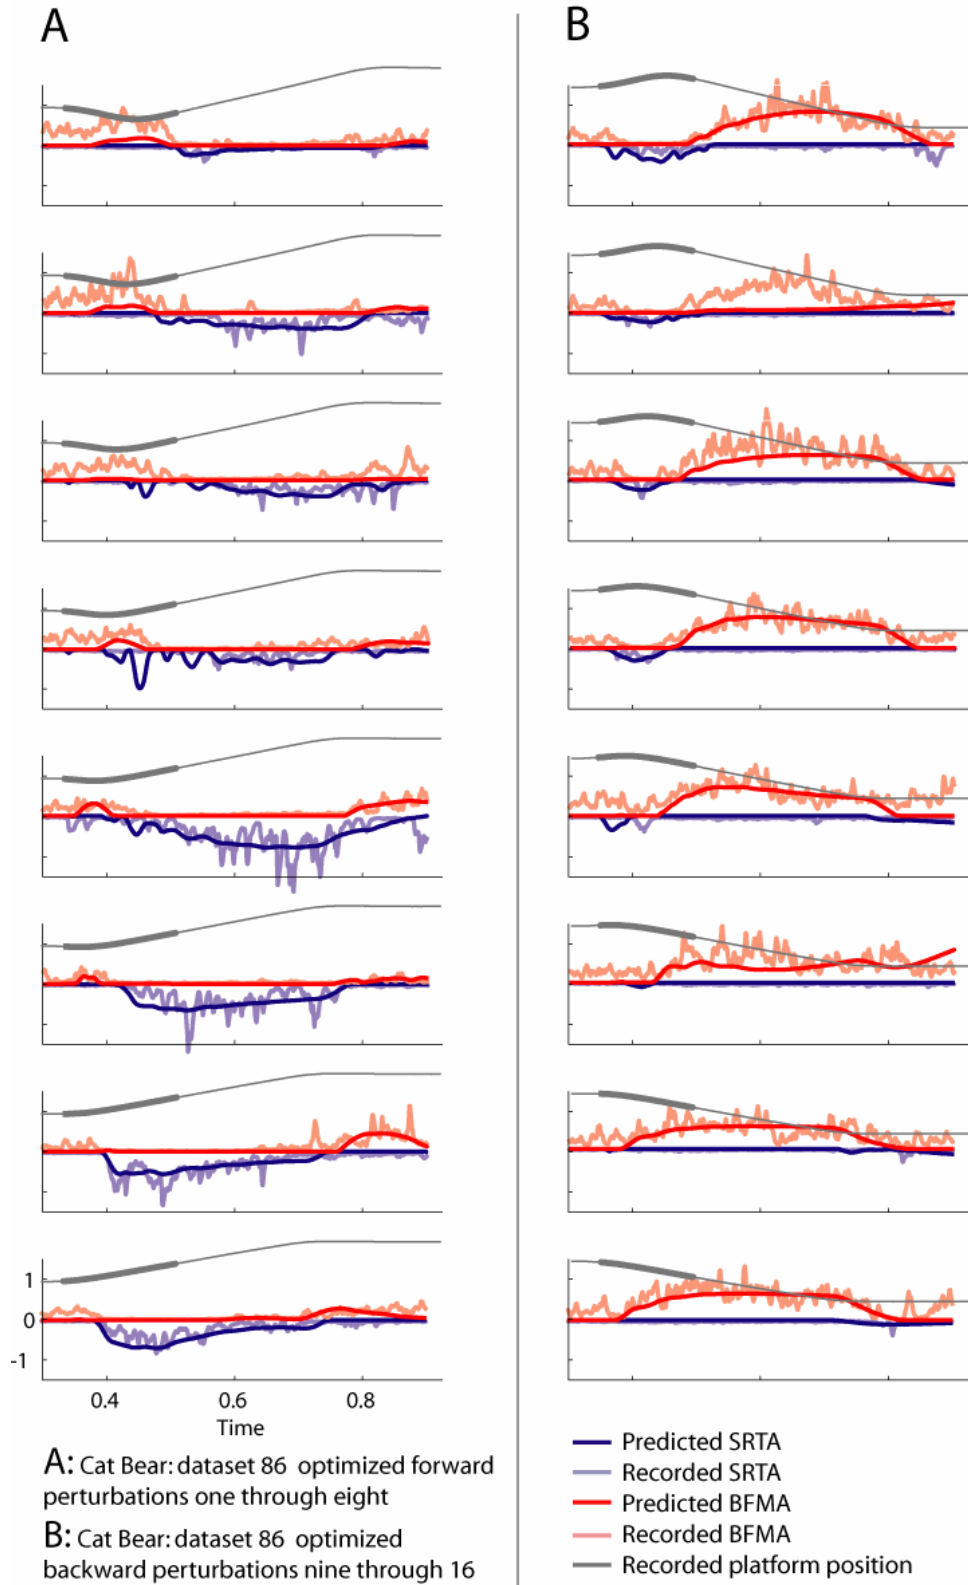 A
B
1
0
-1
0.4 0.6 0.8
Time
A: Cat Bear: dataset 86 optimized forward
perturbations one through eight
B: Cat Bear: dataset 86 optimized
backward perturbations nine through 16
Predicted SRTA
Recorded SRTA
Predicted BFMA
Recorded BFMA
Recorded platform position